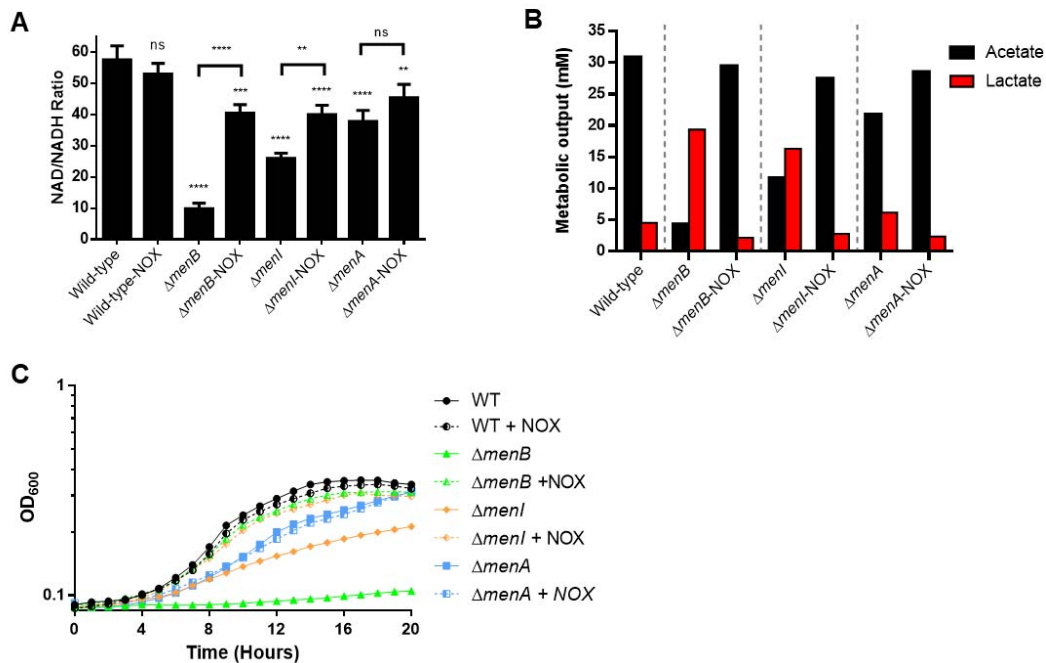 A
NAD/NADH Ratio
60
50
40
30
20
10
0
ns
****
****
***
**
****
****
ns
****
**
Wild-type
Wild-type-NOX
ΔmenB
ΔmenB-NOX
ΔmenI
ΔmenI-NOX
ΔmenA
ΔmenA-NOX
B
Metabolic output (mM)
35
30
25
20
15
10
5
0
Acetate
Lactate
Wild-type
ΔmenB
ΔmenB-NOX
ΔmenI
ΔmenI-NOX
ΔmenA
ΔmenA-NOX
C
OD600
1
0.1
0 4 8 12 16 20
Time (Hours)
WT
WT + NOX
ΔmenB
ΔmenB +NOX
ΔmenI
ΔmenI + NOX
ΔmenA
ΔmenA + NOX